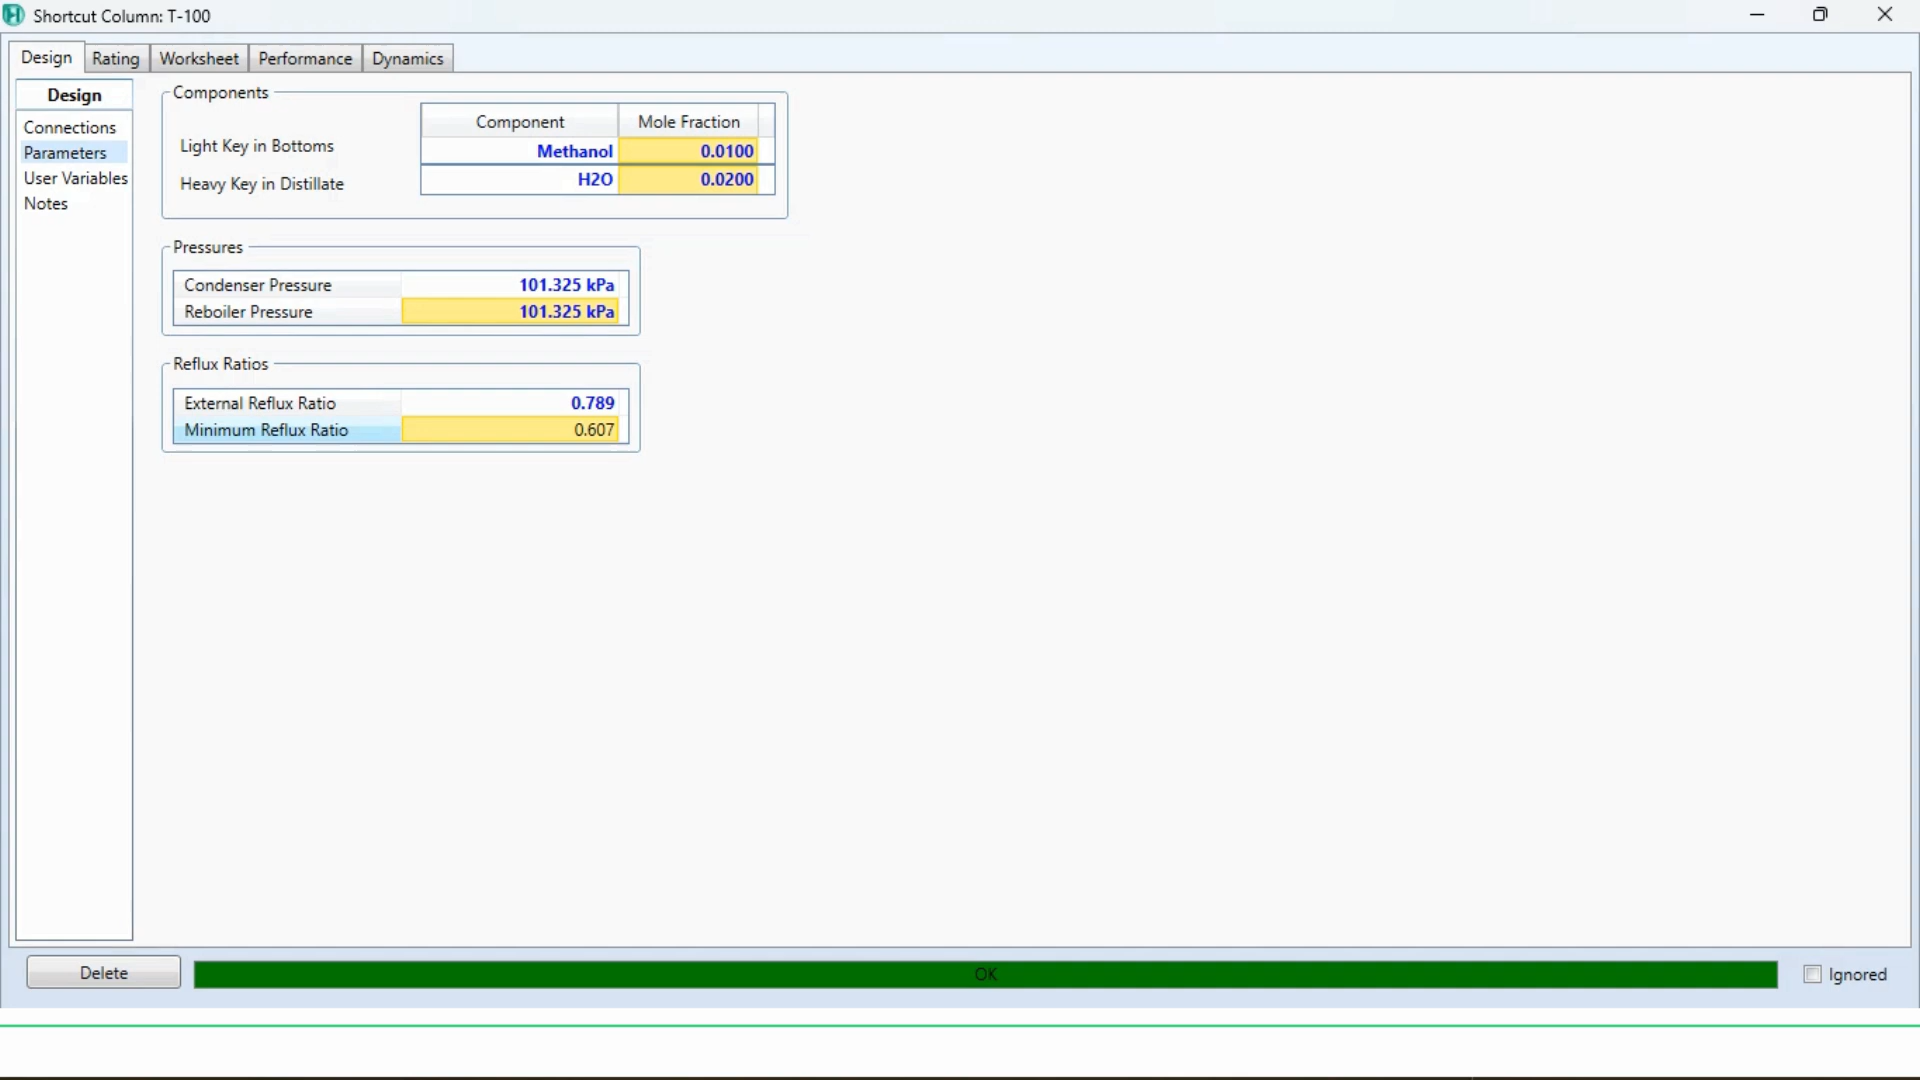 Shortcut Column: T-100
Design Rating Worksheet Performance Dynamics
Design
Connections
Parameters
User Variables
Notes
Components
Component Mole Fraction
Light Key in Bottoms Methanol 0.0100
Heavy Key in Distillate H2O 0.0200
Pressures
Condenser Pressure 101.325 kPa
Reboiler Pressure 101.325 kPa
Reflux Ratios
External Reflux Ratio 0.789
Minimum Reflux Ratio 0.607
Delete OK Ignored